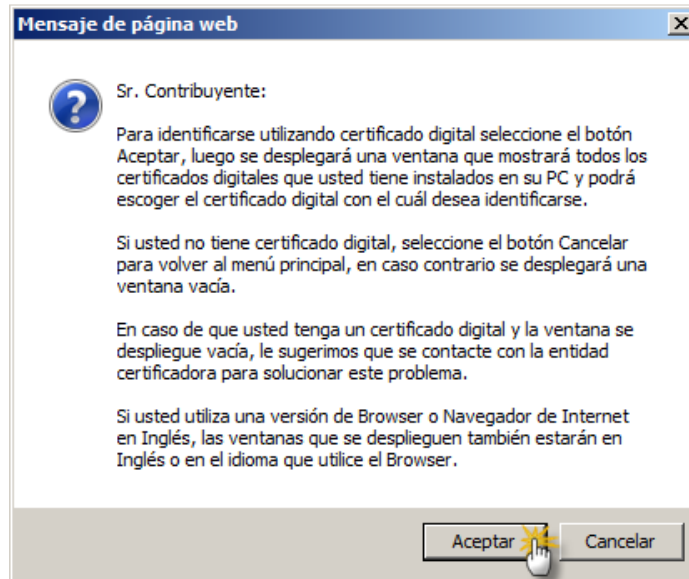 Mensaje de página web
Sr. Contribuyente:
Para identificarse utilizando certificado digital seleccione el botón
Aceptar, luego se desplegará una ventana que mostrará todos los
certificados digitales que usted tiene instalados en su PC y podrá
escoger el certificado digital con el cuál desea identificarse.
Si usted no tiene certificado digital, seleccione el botón Cancelar
para volver al menú principal, en caso contrario se desplegará una
ventana vacía.
En caso de que usted tenga un certificado digital y la ventana se
despliegue vacía, le sugerimos que se contacte con la entidad
certificadora para solucionar este problema.
Si usted utiliza una versión de Browser o Navegador de Internet
en Inglés, las ventanas que se desplieguen también estarán en
Inglés o en el idioma que utilice el Browser.
Aceptar Cancelar